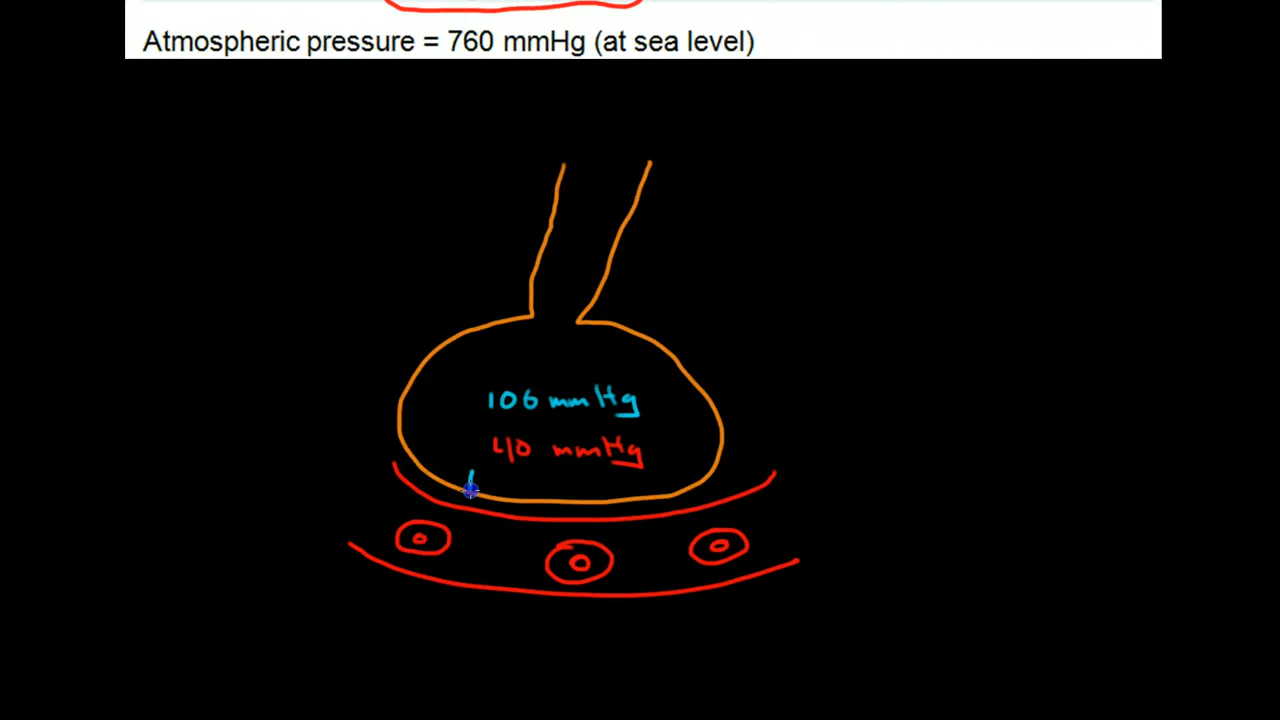 Atmospheric pressure = 760 mmHg (at sea level)
106 mmHg
40 mmHg